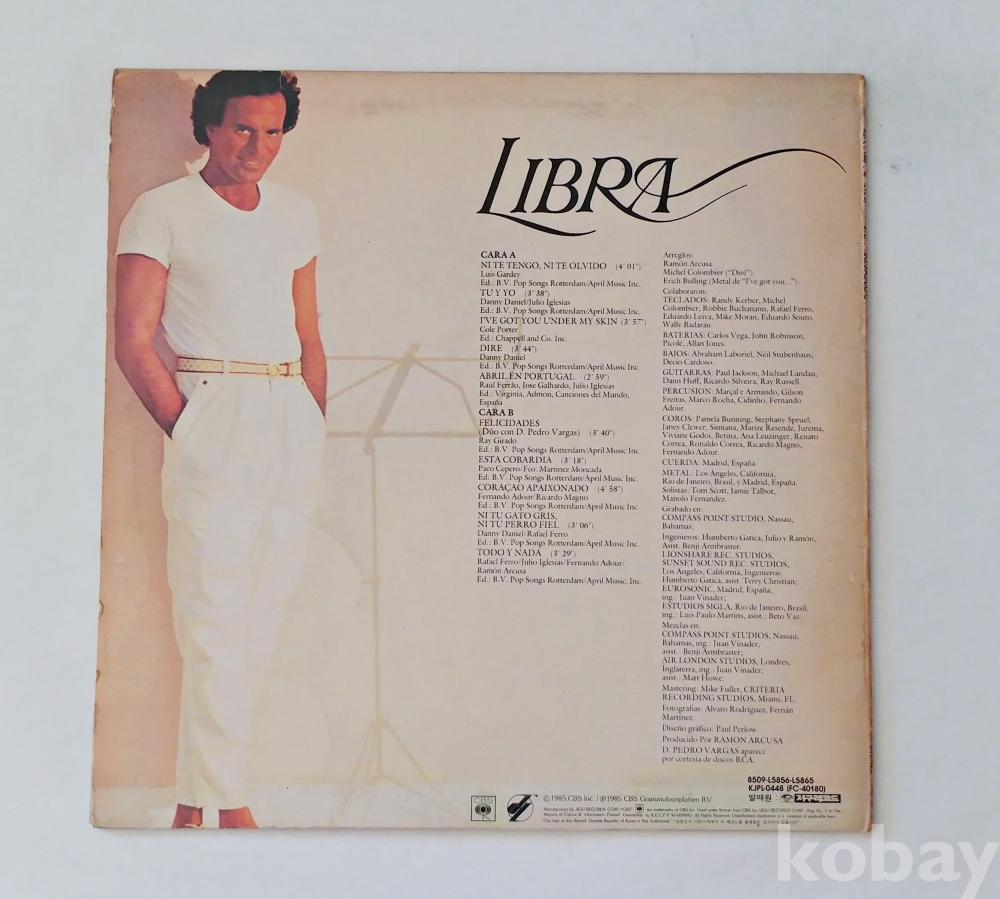 LIBRA
CARA A
NI TE TENGO, NI TE OLVIDO (4' 01")
Luis Gardey
Ed.: B.V. Pop Songs Rotterdam/April Music Inc.
TU Y YO (3' 38")
Danny Daniel/Julio Iglesias
Ed.: B.V. Pop Songs Rotterdam/April Music Inc.
I'VE GOT YOU UNDER MY SKIN (3' 57")
Cole Porter
Ed.: Chappell and Co. Inc.
DIRE (3' 44")
Danny Daniel
Ed.: B.V. Pop Songs Rotterdam/April Music Inc.
ABRIL EN PORTUGAL (2' 59")
Raul Ferrão, Jose Galhardo, Julio Iglesias
Ed.: Virginia, Admon, Canciones del Mundo,
España
CARA B
FELICIDADES
(Dúo con D. Pedro Vargas) (3' 40")
Ray Girado
Ed.: B.V. Pop Songs Rotterdam/April Music Inc.
ESTA COBARDIA (3' 18")
Paco Cepero/Fco. Martinez Moncada
Ed.: B.V. Pop Songs Rotterdam/April Music Inc.
CORAÇAO APAIXONADO (4' 58")
Fernando Adour/Ricardo Magno
Ed.: B.V. Pop Songs Rotterdam/April Music Inc.
NI TU GATO GRIS,
NI TU PERRO FIEL (3' 06")
Danny Daniel/Rafael Ferro
Ed.: B.V. Pop Songs Rotterdam/April Music Inc.
TODO Y NADA (3' 29")
Rafael Ferro/Julio Iglesias/Fernando Adour/
Ramón Arcusa
Ed.: B.V. Pop Songs Rotterdam/April Music, Inc.
Arreglos:
Ramón Arcusa
Michel Colombier ("Diré")
Erich Bulling (Metal de "I've got you...").
Colaboraron:
TECLADOS: Randy Kerber, Michel
Colombier, Robbie Buchanann, Rafael Ferro,
Eduardo Leiva, Mike Moran, Eduardo Souto,
Wally Badarau.
BATERIAS: Carlos Vega, John Robinson,
Picolé, Allan Jones.
BAJOS: Abraham Laboriel, Neil Stubenhaus,
Decio Cardoso.
GUITARRAS: Paul Jackson, Michael Landau,
Dann Huff, Ricardo Silveira, Ray Russell.
PERCUSION: Marçal e Armando, Gilson
Freitas, Marco Rocha, Cidinho, Fernando
Adour.
COROS: Pamela Bunning, Stephany Spruel,
Janey Clewer, Simiana, Marize Resende, Jurema,
Viviane Godoi, Betina, Ana Leuzinger, Renato
Correa, Ronaldo Correa, Ricardo Magno,
Fernando Adour.
CUERDA: Madrid, España.
METAL: Los Angeles, California;
Rio de Janeiro, Brasil, y Madrid, España.
Solistas: Tom Scott, Jamie Talbot,
Manolo Fernandez.
Grabado en:
COMPASS POINT STUDIO, Nassau,
Bahamas;
Ingenieros: Humberto Gatica, Julio y Ramón,
Asist. Benji Armbraster;
LIONSHARE REC. STUDIOS,
SUNSET SOUND REC. STUDIOS,
Los Angeles, California, Ingenieros:
Humberto Gatica, asist. Terry Christian;
EUROSONIC, Madrid, España,
ing.: Juan Vinader;
ESTUDIOS SIGLA, Rio de Janeiro, Brasil,
ing.: Luis Paulo Martins, asist.: Beto Vaz.
Mezclas en:
COMPASS POINT STUDIOS, Nassau,
Bahamas, ing.: Juan Vinader,
asist.: Benji Armbraster;
AIR LONDON STUDIOS, Londres,
Inglaterra, ing.: Juan Vinader,
asist.: Matt Howe.
Mastering: Mike Fuller, CRITERIA
RECORDING STUDIOS, Miami, FL.
Fotografias: Alvaro Rodríguez, Fernán
Martínez.
Diseño gráfico: Paul Perlow.
Producido Por RAMON ARCUSA
D. PEDRO VARGAS aparece
por cortesía de discos RCA.
8509-L5856-L5865
KJPL-0448 (FC-40180)
발매원 :
CBS
© 1985 CBS Inc. / ℗ 1985 CBS Grammofoonplatten B.V.
kobay